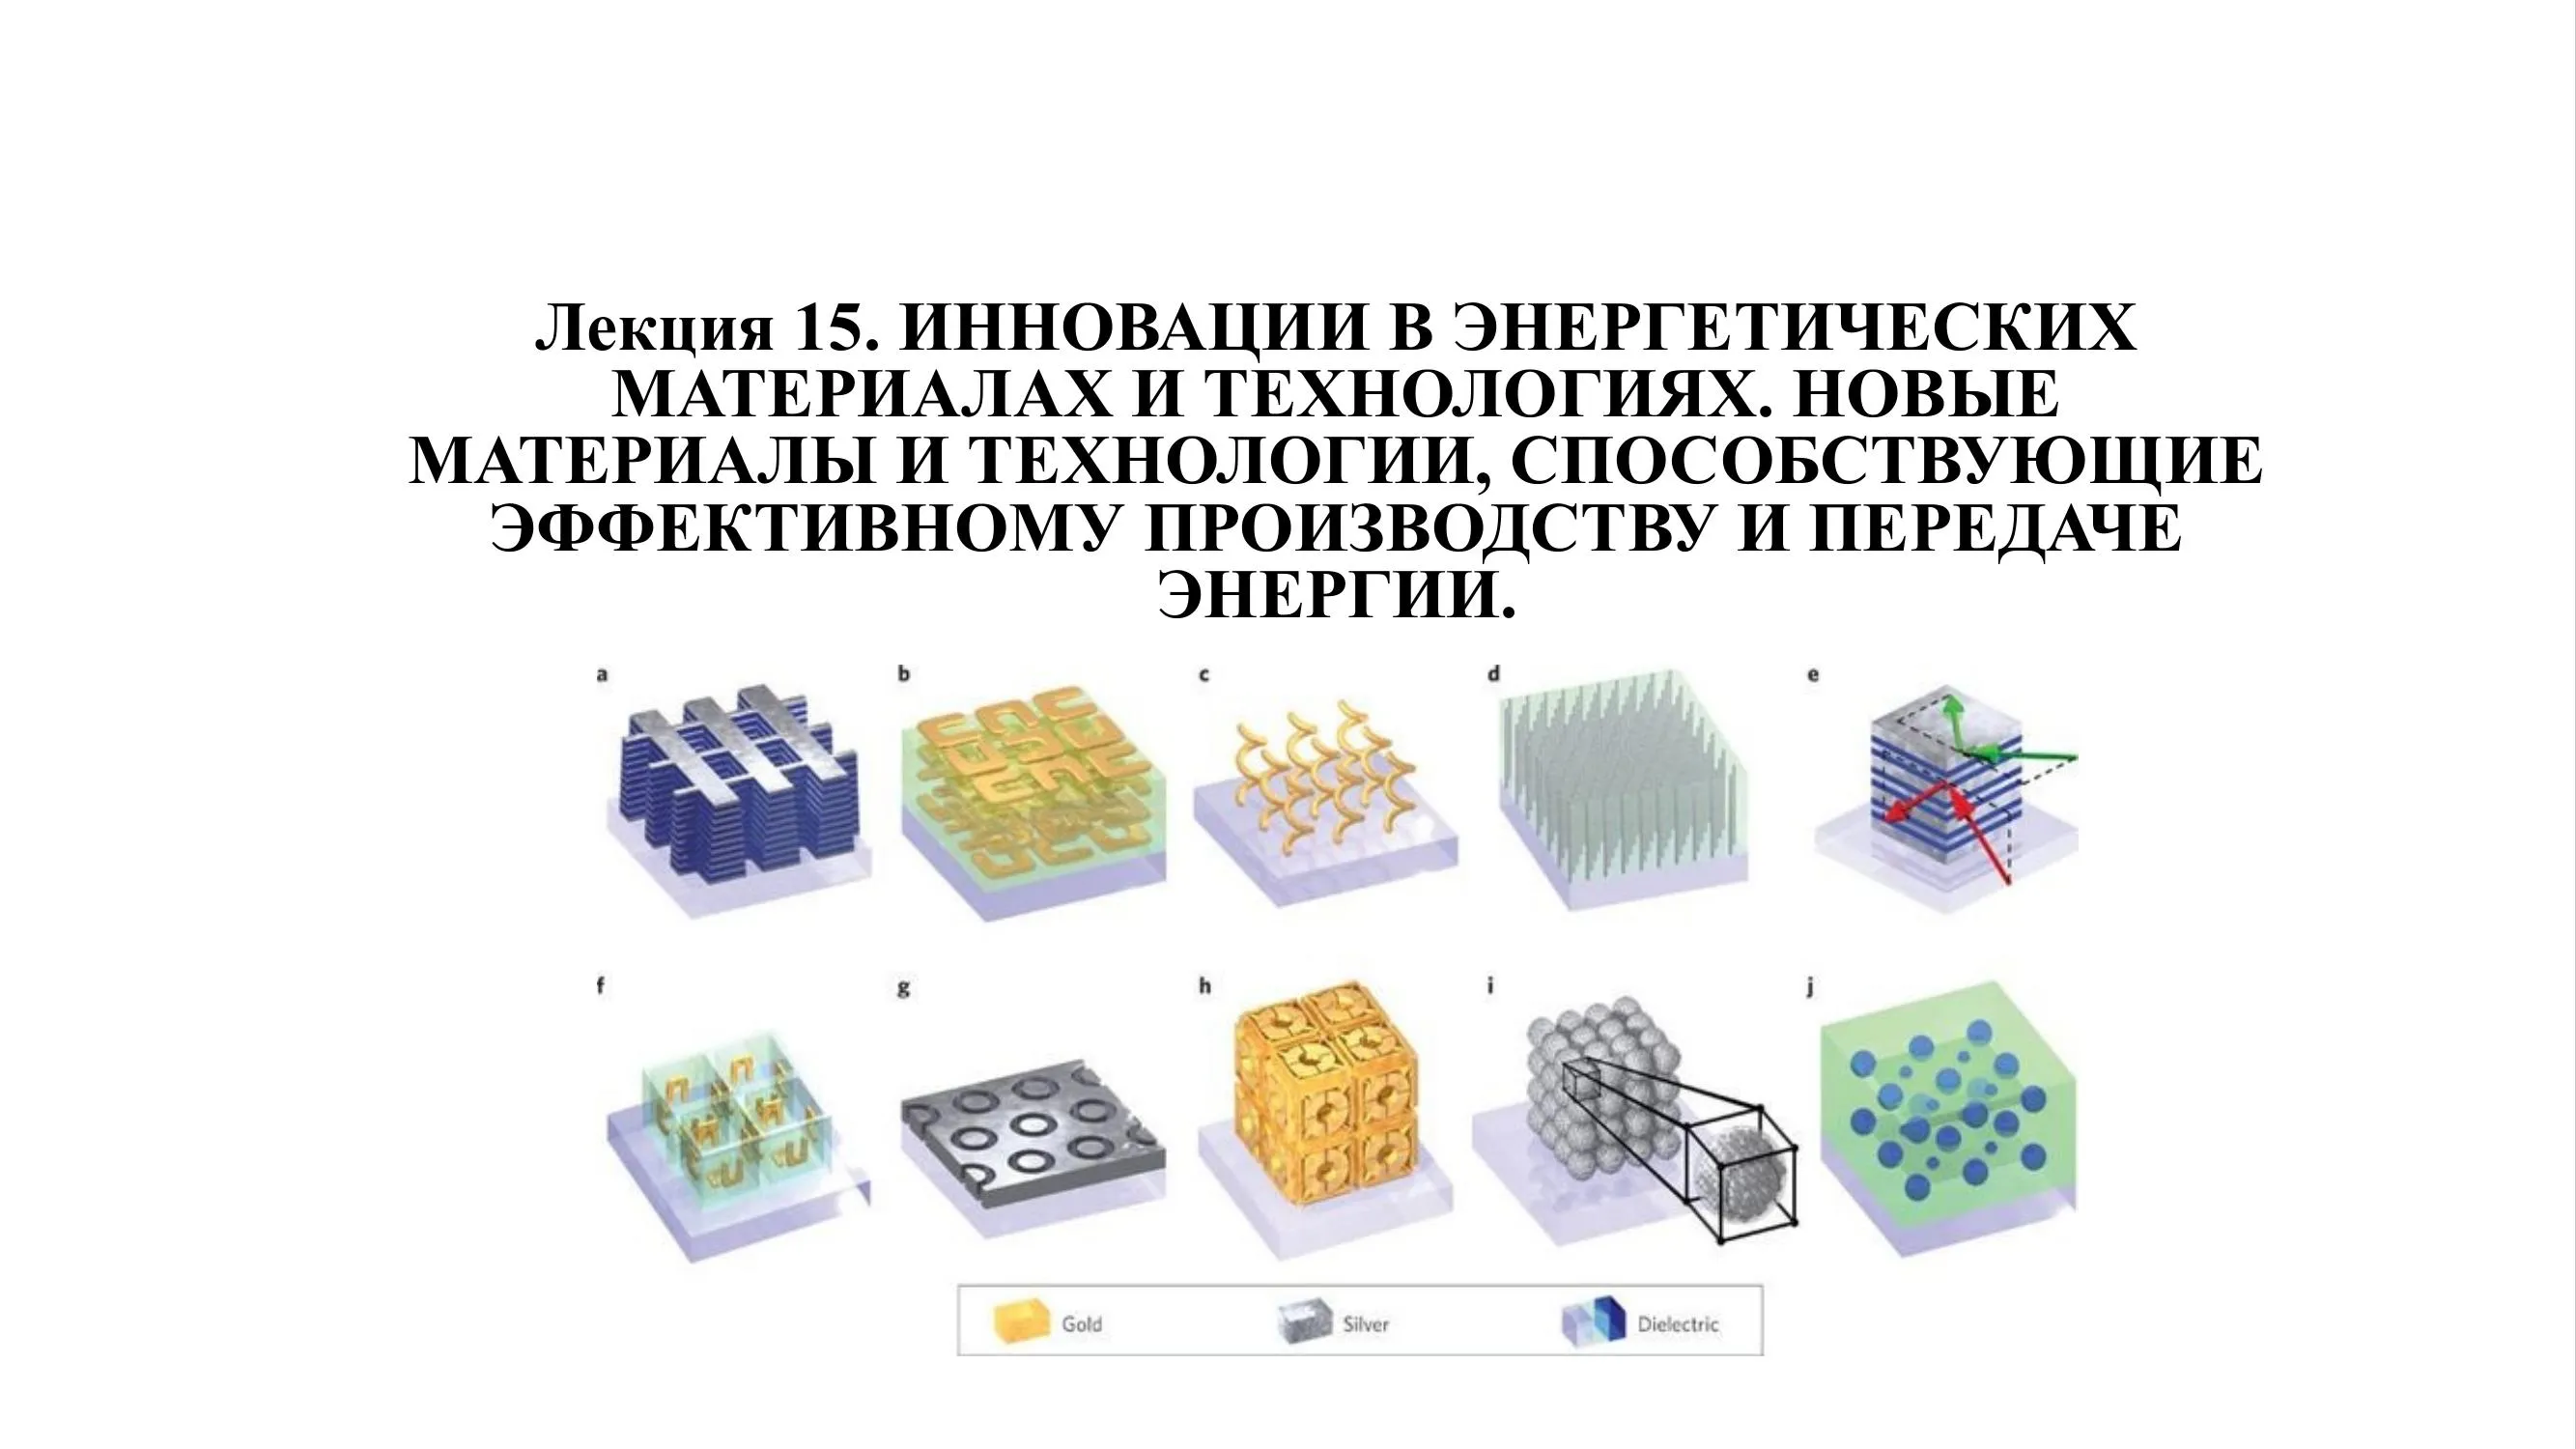 Лекция 15. ИННОВАЦИИ В ЭНЕРГЕТИЧЕСКИХ
МАТЕРИАЛАХ И ТЕХНОЛОГИЯХ. НОВЫЕ
МАТЕРИАЛЫ И ТЕХНОЛОГИИ, СПОСОБСТВУЮЩИЕ
ЭФФЕКТИВНОМУ ПРОИЗВОДСТВУ И ПЕРЕДАЧЕ
ЭНЕРГИИ.
a b c d e
f g h i j
Gold Silver Dielectric